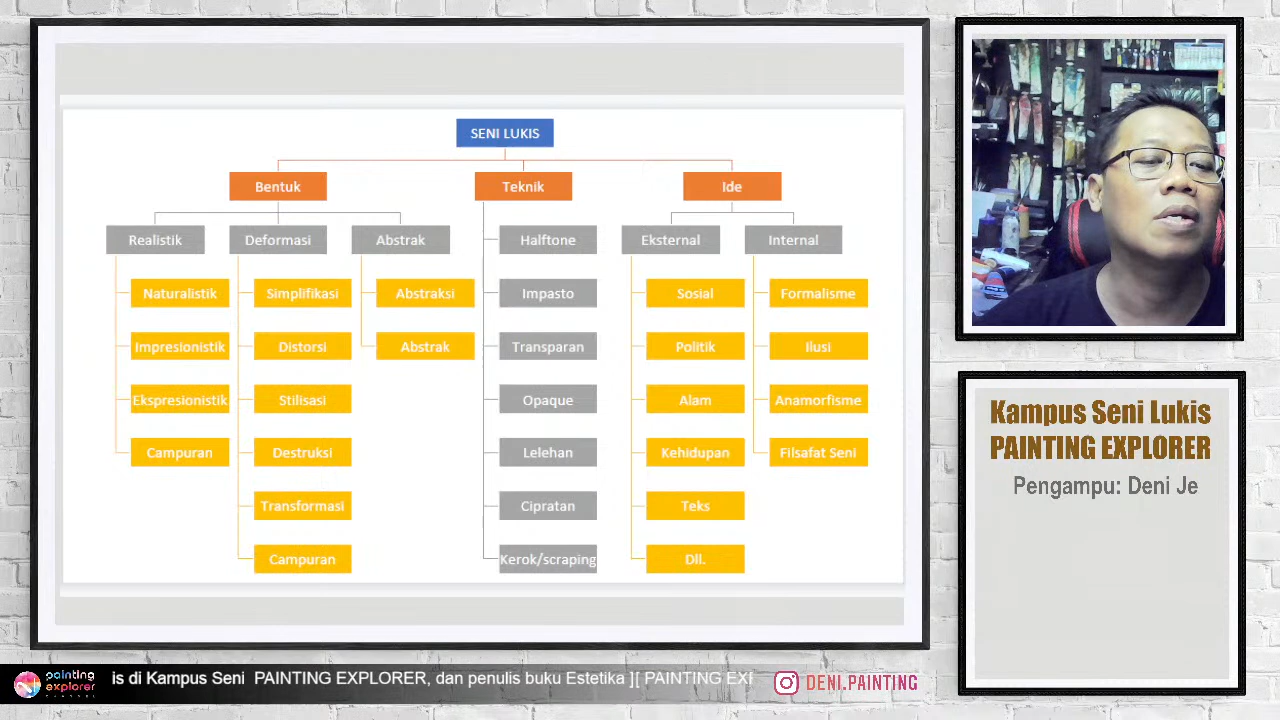 SENI LUKIS
Bentuk
Teknik
Ide
Realistik
Deformasi
Abstrak
Halftone
Eksternal
Internal
Naturalistik
Simplifikasi
Abstraksi
Impasto
Sosial
Formalisme
Impresionistik
Distorsi
Abstrak
Tranparan
Politik
Ilusi
Ekspresionistik
Stilisasi
Opaque
Alam
Anamorfisme
Campuran
Destruksi
Lelehan
Kehidupan
Filsafat Seni
Transformasi
Cipratan
Teks
Campuran
Kerok/scraping
Dll.
Kampus Seni Lukis
PAINTING EXPLORER
Pengampu: Deni Je
painting
explorer
CHANNEL
is di Kampus Seni PAINTING EXPLORER, dan penulis buku Estetika ][ PAINTING EX
DENI.PAINTING